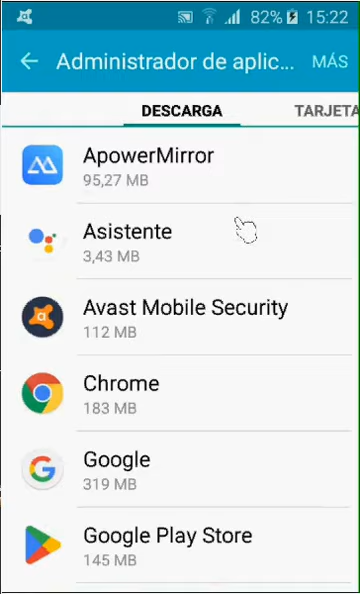 82% 15:22
Administrador de aplic... MÁS
DESCARGA TARJETA
ApowerMirror
95,27 MB
Asistente
3,43 MB
Avast Mobile Security
112 MB
Chrome
183 MB
Google
319 MB
Google Play Store
145 MB